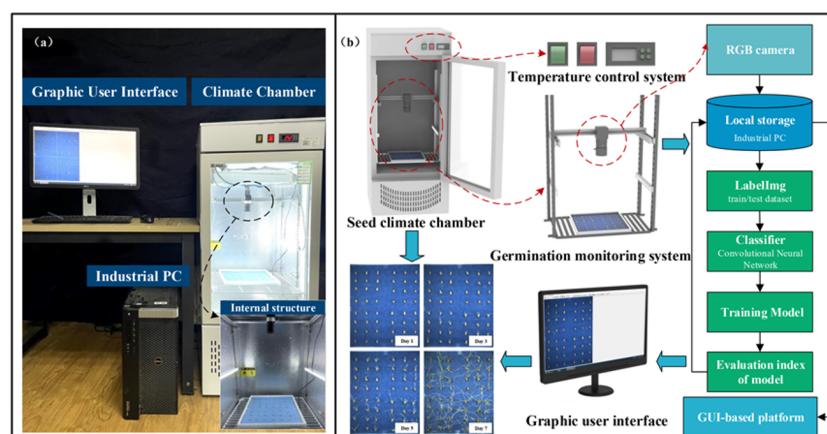 (a)
Graphic User Interface
Climate Chamber
Industrial PC
Internal structure
(b)
Temperature control system
Seed climate chamber
Germination monitoring system
Day 1
Day 3
Day 5
Day 7
Graphic user interface
RGB camera
Local storage
Industrial PC
LabelImg
train/test dataset
Classifier
Convolutional Neural
Network
Training Model
Evaluation index
of model
GUI-based platform